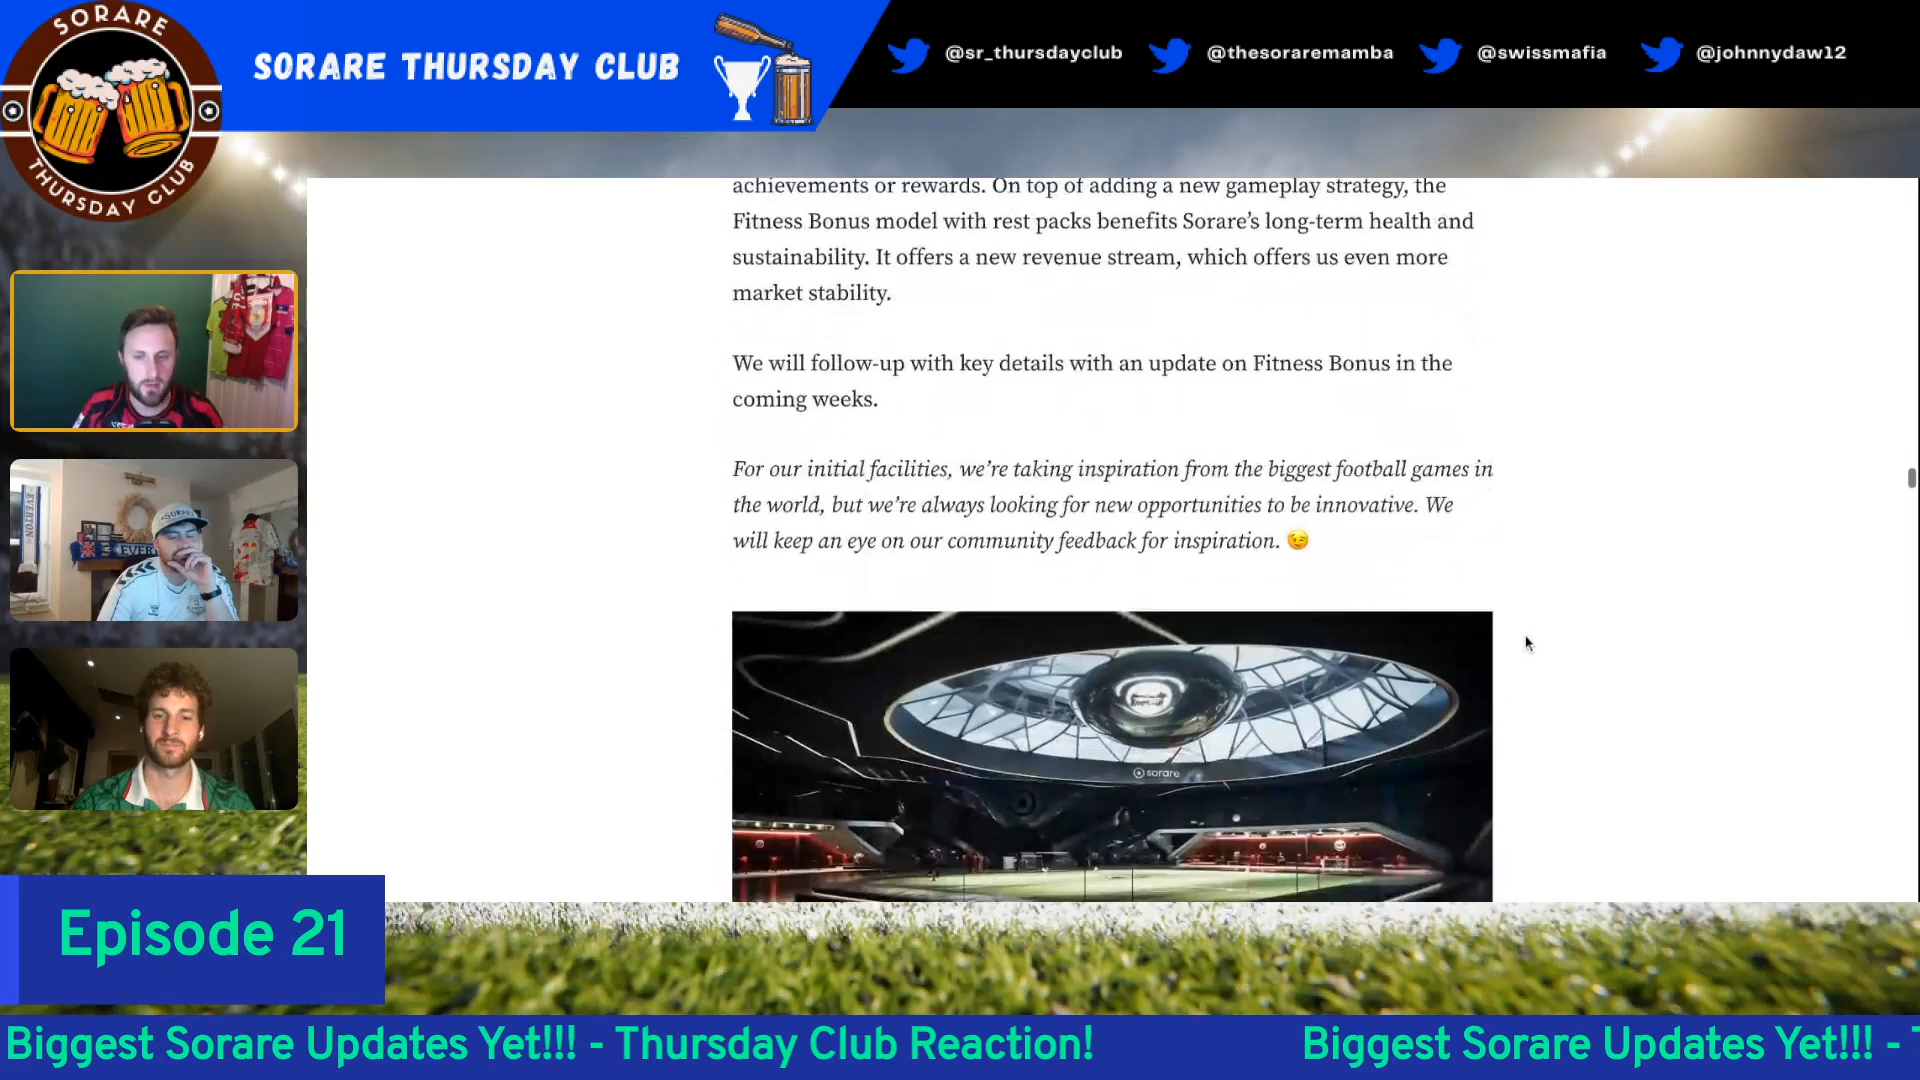 SORARE
THURSDAY CLUB
SORARE THURSDAY CLUB
@sr_thursdayclub
@thesoraremamba
@swissmafia
@johnnydaw12
achievements or rewards. On top of adding a new gameplay strategy, the
Fitness Bonus model with rest packs benefits Sorare’s long-term health and
sustainability. It offers a new revenue stream, which offers us even more
market stability.
We will follow-up with key details with an update on Fitness Bonus in the
coming weeks.
For our initial facilities, we’re taking inspiration from the biggest football games in
the world, but we’re always looking for new opportunities to be innovative. We
will keep an eye on our community feedback for inspiration. 😉
sorare
EVERTON
EVERT
SORARE
Episode 21
Biggest Sorare Updates Yet!!! - Thursday Club Reaction!
Biggest Sorare Updates Yet!!! - T